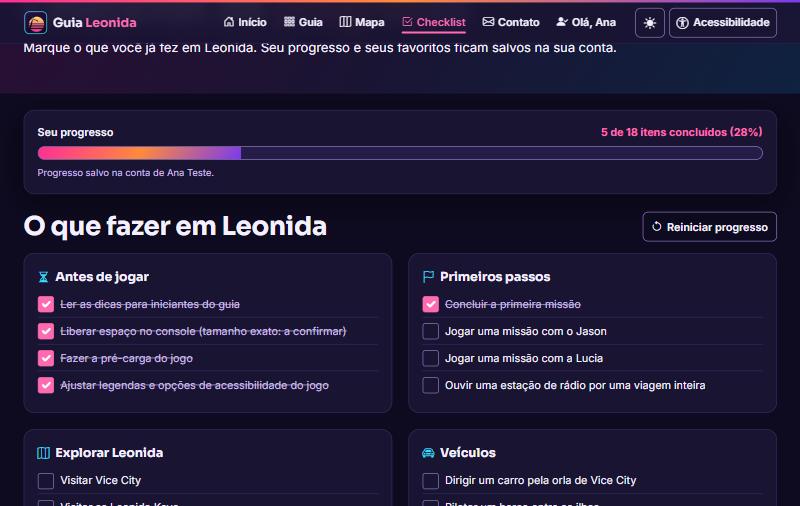 Guia Leonida
Início
Guia
Mapa
Checklist
Contato
Olá, Ana
Acessibilidade
Marque o que você já fez em Leonida. Seu progresso e seus favoritos ficam salvos na sua conta.
Seu progresso
5 de 18 itens concluídos (28%)
Progresso salvo na conta de Ana Teste.
O que fazer em Leonida
Reiniciar progresso
Antes de jogar
Ler as dicas para iniciantes do guia
Liberar espaço no console (tamanho exato: a confirmar)
Fazer a pré-carga do jogo
Ajustar legendas e opções de acessibilidade do jogo
Primeiros passos
Concluir a primeira missão
Jogar uma missão com o Jason
Jogar uma missão com a Lucia
Ouvir uma estação de rádio por uma viagem inteira
Explorar Leonida
Visitar Vice City
Veículos
Dirigir um carro pela orla de Vice City